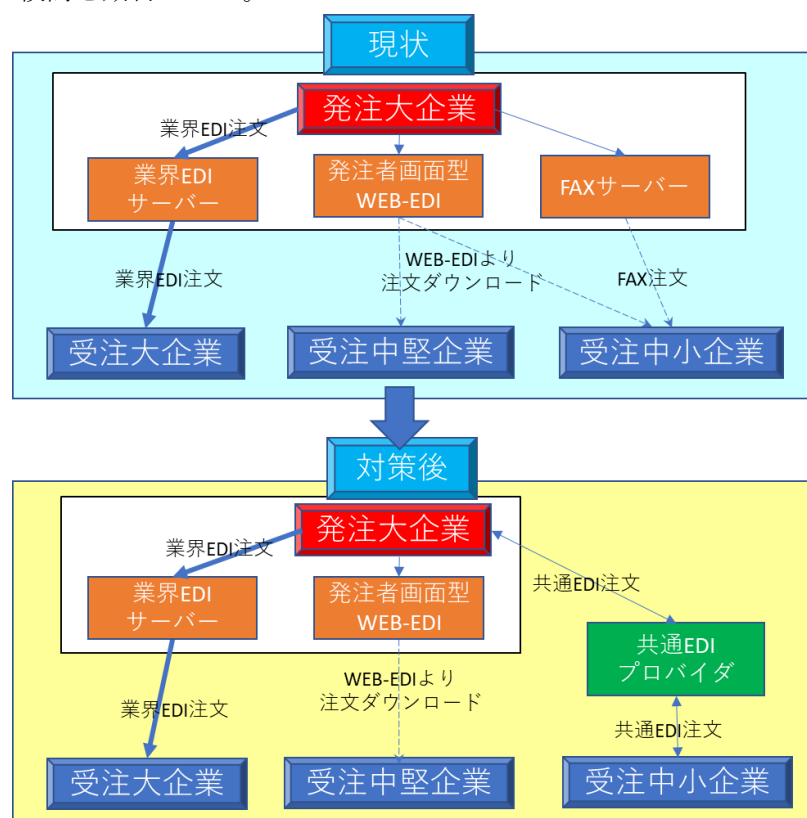 現状
発注大企業
業界EDI注文
業界EDI
サーバー
発注者画面型
WEB-EDI
FAXサーバー
WEB-EDIより
注文ダウンロード
業界EDI注文
FAX注文
受注大企業
受注中堅企業
受注中小企業
対策後
発注大企業
業界EDI注文
共通EDI注文
業界EDI
サーバー
発注者画面型
WEB-EDI
共通EDI
プロバイダ
WEB-EDIより
注文ダウンロード
業界EDI注文
共通EDI注文
受注大企業
受注中堅企業
受注中小企業